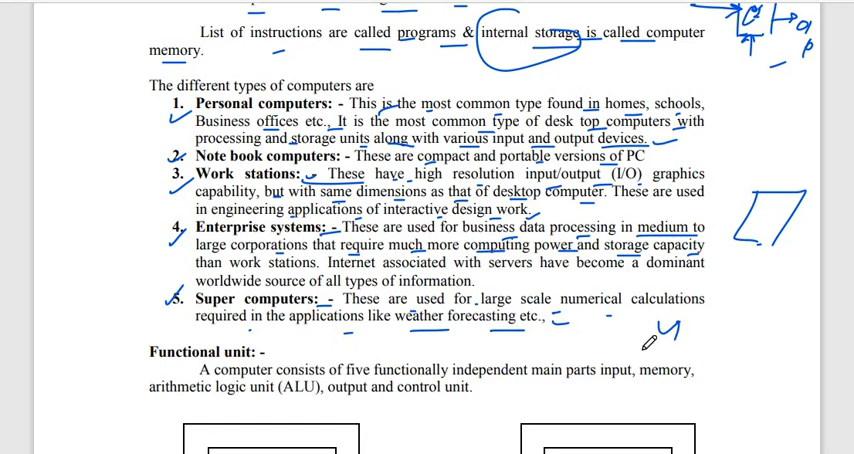 List of instructions are called programs & internal storage is called computer
memory.
The different types of computers are
1. Personal computers: - This is the most common type found in homes, schools,
Business offices etc., It is the most common type of desk top computers with
processing and storage units along with various input and output devices.
2. Note book computers: - These are compact and portable versions of PC
3. Work stations: - These have high resolution input/output (I/O) graphics
capability, but with same dimensions as that of desktop computer. These are used
in engineering applications of interactive design work.
4. Enterprise systems: - These are used for business data processing in medium to
large corporations that require much more computing power and storage capacity
than work stations. Internet associated with servers have become a dominant
worldwide source of all types of information.
5. Super computers: - These are used for large scale numerical calculations
required in the applications like weather forecasting etc.,
Functional unit: -
A computer consists of five functionally independent main parts input, memory,
arithmetic logic unit (ALU), output and control unit.